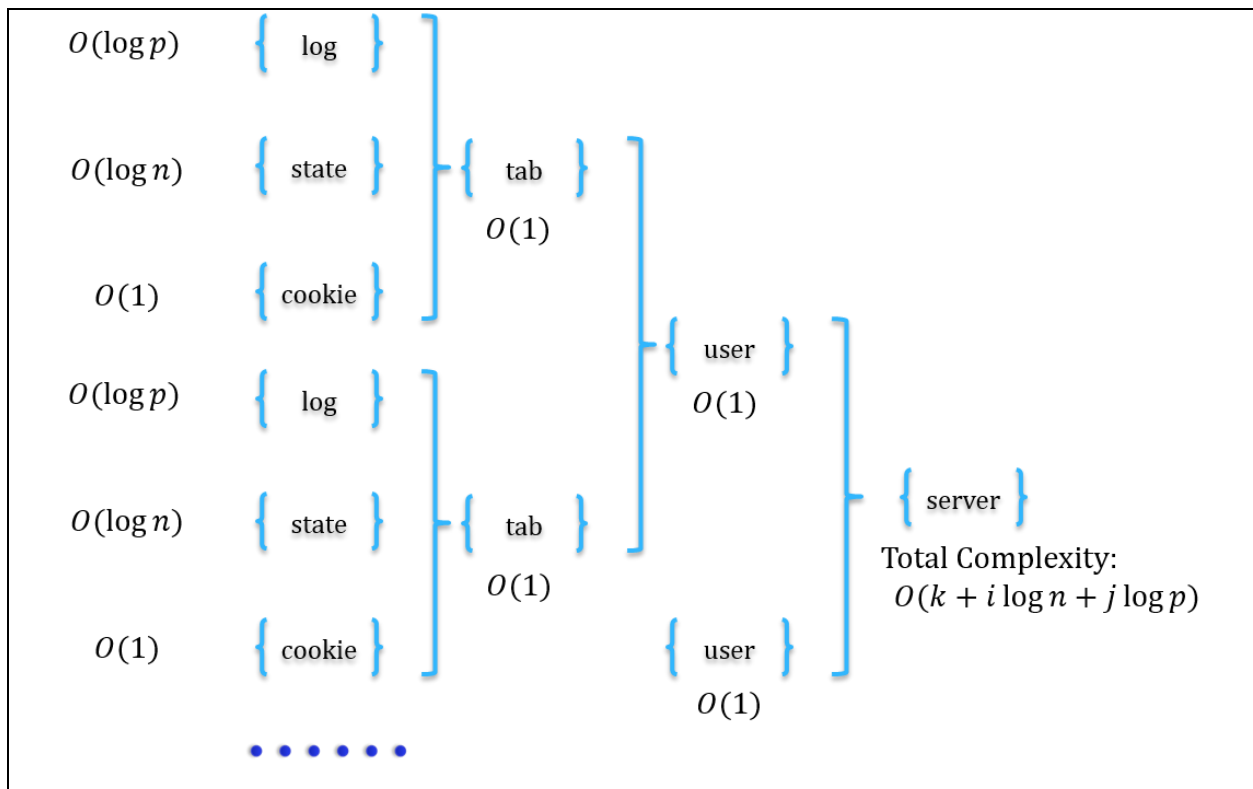 O(log p)
log
O(log n)
state
tab
O(1)
O(1)
cookie
user
O(1)
O(log p)
log
server
O(log n)
state
tab
O(1)
Total Complexity:
O(k + i log n + j log p)
O(1)
cookie
user
O(1)